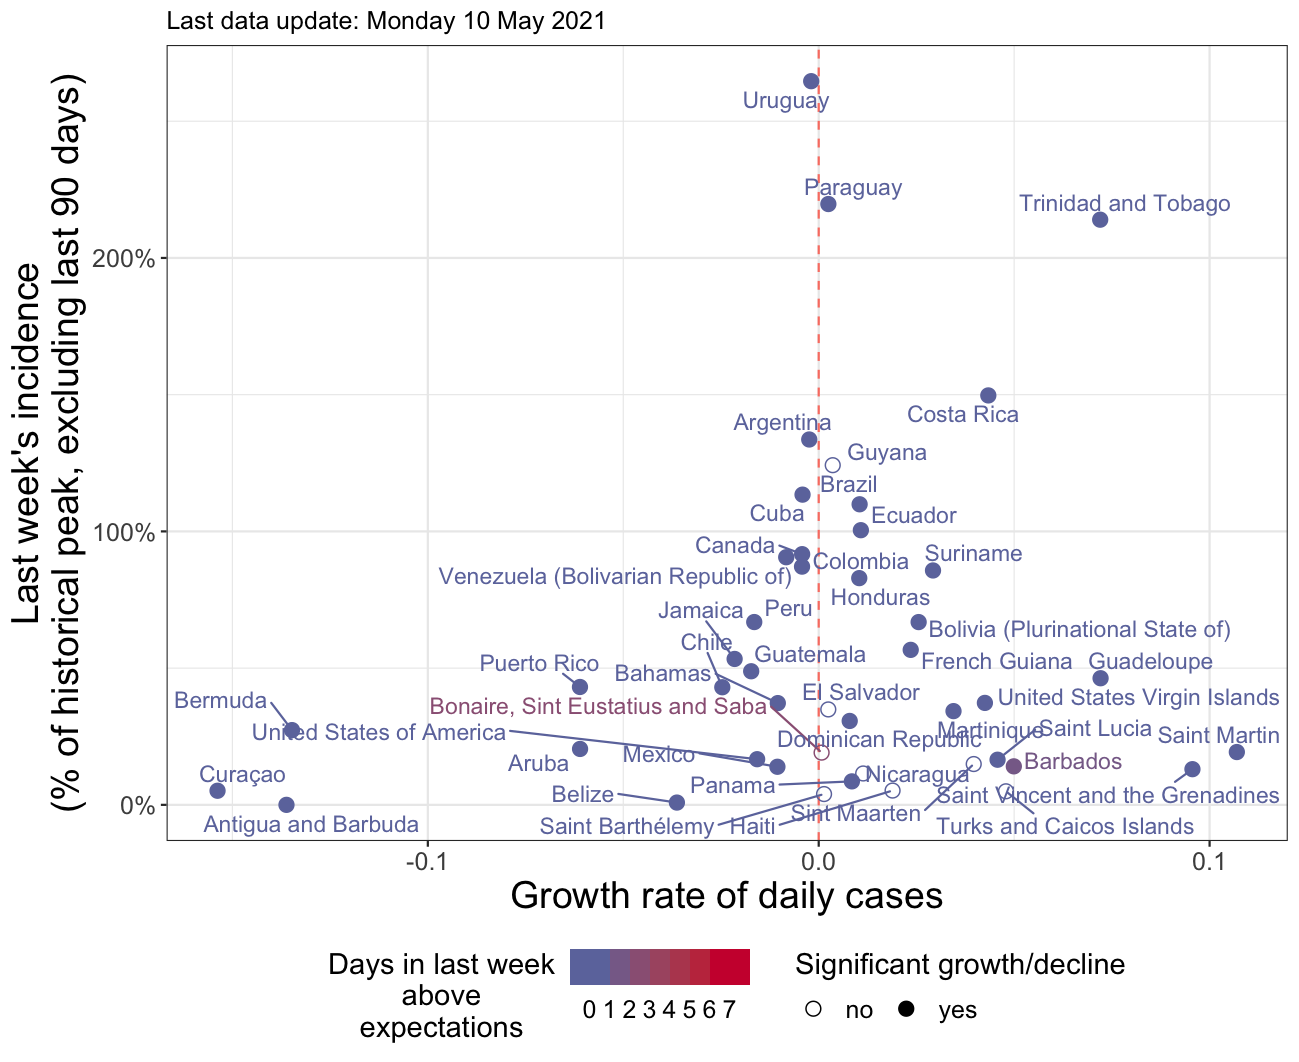 Last data update: Monday 10 May 2021
Last week's incidence
(% of historical peak, excluding last 90 days)
200%
100%
0%
Uruguay
Paraguay
Trinidad and Tobago
Costa Rica
Argentina
Guyana
Brazil
Cuba
Ecuador
Canada
Colombia
Suriname
Venezuela (Bolivarian Republic of)
Honduras
Jamaica
Peru
Bolivia (Plurinational State of)
Chile
Guatemala
French Guiana
Guadeloupe
Puerto Rico
Bahamas
El Salvador
United States Virgin Islands
Bermuda
Bonaire, Sint Eustatius and Saba
United States of America
Martinique
Saint Lucia
Saint Martin
Dominican Republic
Aruba
Mexico
Barbados
Curaçao
Nicaragua
Panama
Belize
Saint Vincent and the Grenadines
Sint Maarten
Antigua and Barbuda
Saint Barthélemy
Haiti
Turks and Caicos Islands
-0.1
0.0
0.1
Growth rate of daily cases
Days in last week
above
expectations
0 1 2 3 4 5 6 7
Significant growth/decline
no
yes